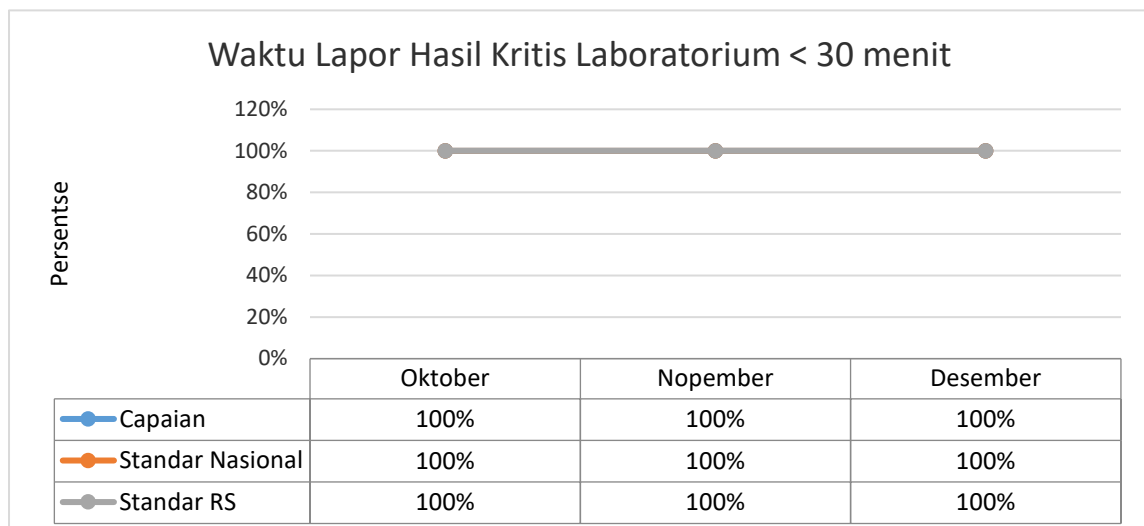 Waktu Lapor Hasil Kritis Laboratorium < 30 menit
Persentse
120%
100%
80%
60%
40%
20%
0%
Oktober Nopember Desember
Capaian 100% 100% 100%
Standar Nasional 100% 100% 100%
Standar RS 100% 100% 100%